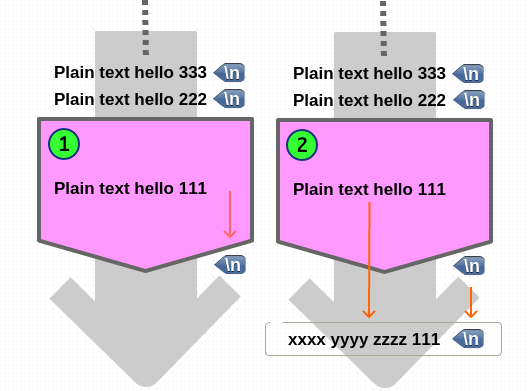 Plain text hello 333 \n
Plain text hello 222 \n
1
Plain text hello 111
\n
Plain text hello 333 \n
Plain text hello 222 \n
2
Plain text hello 111
\n
xxxx yyyy zzzz 111 \n